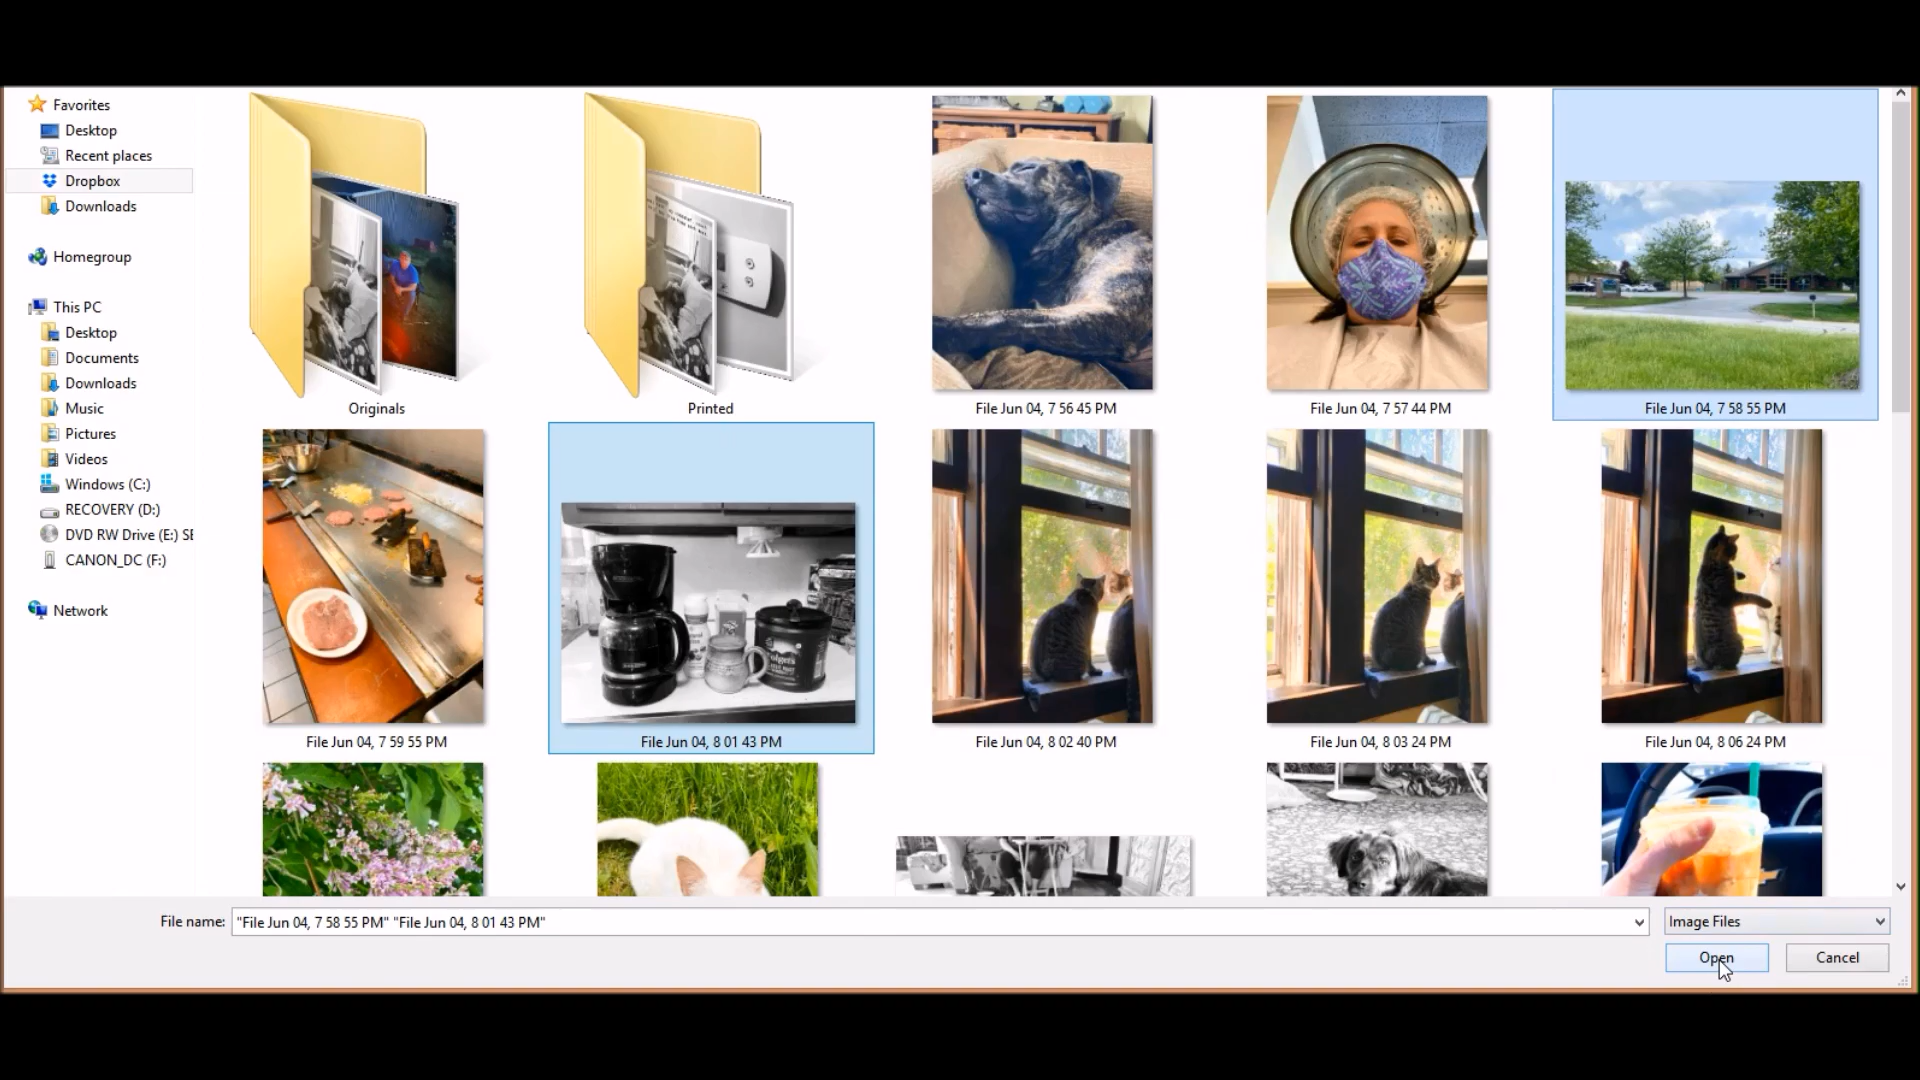 Favorites
Desktop
Recent places
Dropbox
Downloads
Homegroup
This PC
Desktop
Documents
Downloads
Music
Pictures
Videos
Windows (C:)
RECOVERY (D:)
DVD RW Drive (E:) SE
CANON_DC (F:)
Network
Originals
Printed
File Jun 04, 7 56 45 PM
File Jun 04, 7 57 44 PM
File Jun 04, 7 58 55 PM
File Jun 04, 7 59 55 PM
File Jun 04, 8 01 43 PM
File Jun 04, 8 02 40 PM
File Jun 04, 8 03 24 PM
File Jun 04, 8 06 24 PM
File name: "File Jun 04, 7 58 55 PM" "File Jun 04, 8 01 43 PM"
Image Files
Open
Cancel